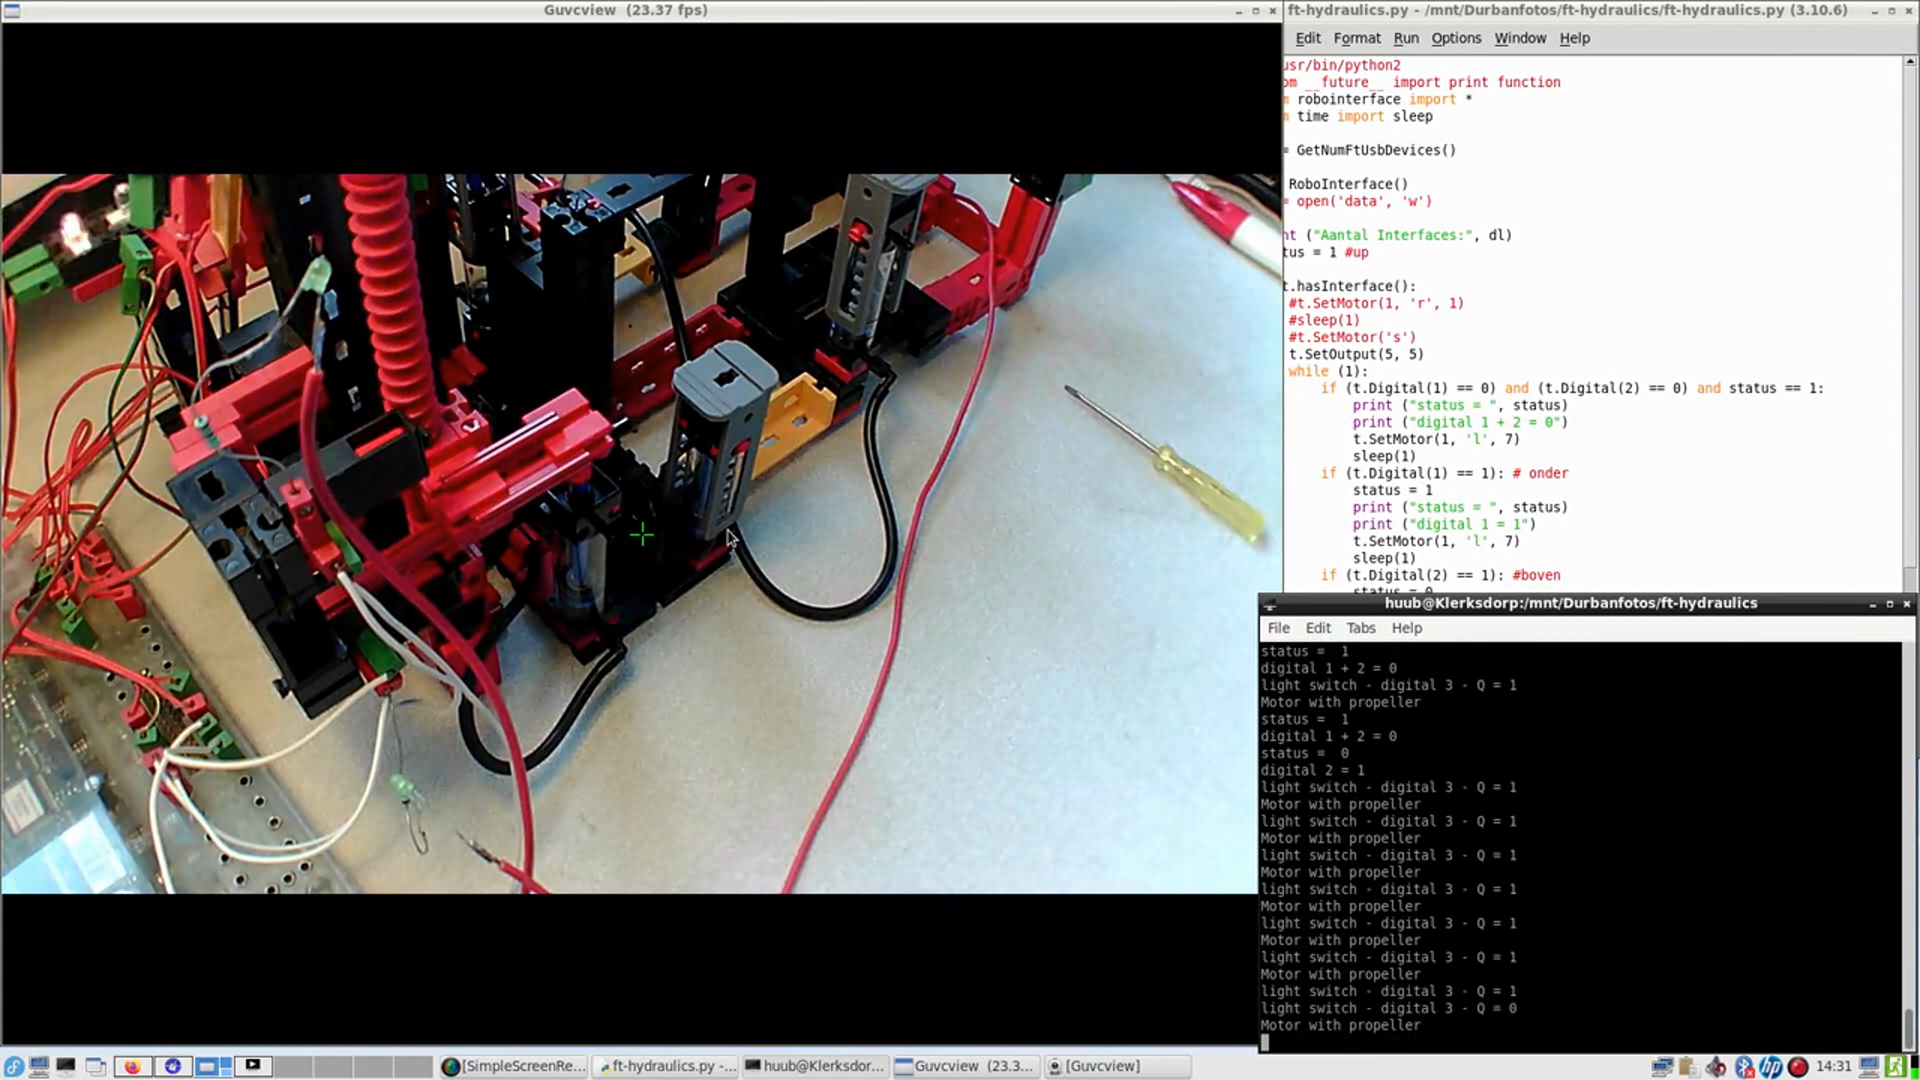 Guvcview (23.37 fps)
ft-hydraulics.py - /mnt/Durbanfotos/ft-hydraulics/ft-hydraulics.py (3.10.6)
Edit Format Run Options Window Help
usr/bin/python2
om __future__ import print function
robointerface import *
time import sleep
= GetNumFtUsbDevices()
RoboInterface()
= open('data', 'w')
nt ("Aantal Interfaces:", dl)
tus = 1 #up
t.hasInterface():
#t.SetMotor(1, 'r', 1)
#sleep(1)
#t.SetMotor('s')
t.SetOutput(5, 5)
while (1):
if (t.Digital(1) == 0) and (t.Digital(2) == 0) and status == 1:
print ("status = ", status)
print ("digital 1 + 2 = 0")
t.SetMotor(1, 'l', 7)
sleep(1)
if (t.Digital(1) == 1): # onder
status = 1
print ("status = ", status)
print ("digital 1 = 1")
t.SetMotor(1, 'l', 7)
sleep(1)
if (t.Digital(2) == 1): #boven
status = 0
huub@Klerksdorp:/mnt/Durbanfotos/ft-hydraulics
File Edit Tabs Help
status =  1
digital 1 + 2 = 0
light switch - digital 3 - Q = 1
Motor with propeller
status =  1
digital 1 + 2 = 0
status =  0
digital 2 = 1
light switch - digital 3 - Q = 1
Motor with propeller
light switch - digital 3 - Q = 1
Motor with propeller
light switch - digital 3 - Q = 1
Motor with propeller
light switch - digital 3 - Q = 1
Motor with propeller
light switch - digital 3 - Q = 1
Motor with propeller
light switch - digital 3 - Q = 1
Motor with propeller
light switch - digital 3 - Q = 1
light switch - digital 3 - Q = 0
Motor with propeller
[SimpleScreenRe... ft-hydraulics.py -... huub@Klerksdor... Guvcview (23.3... [Guvcview] hp 14:31